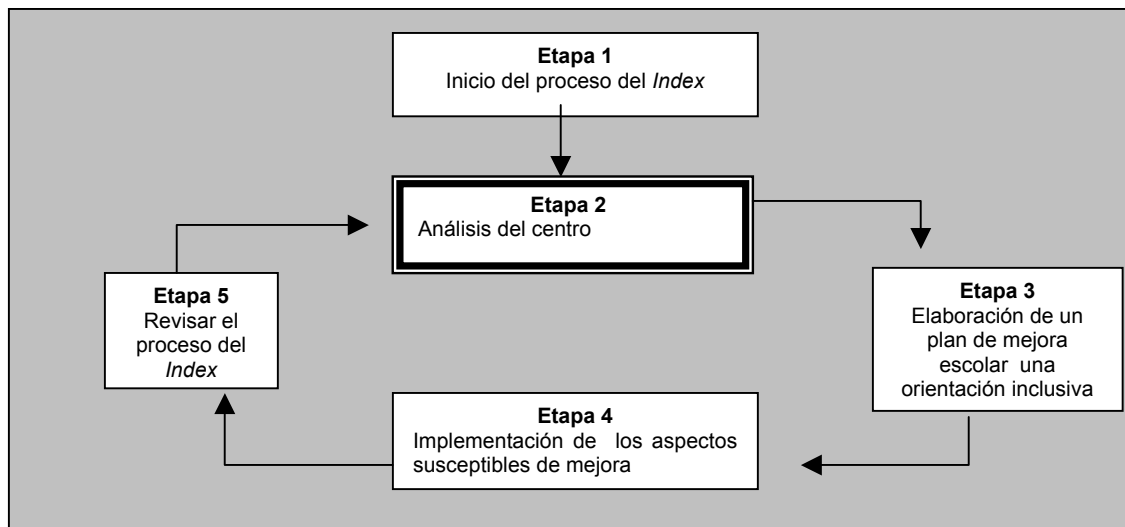 Etapa 1
Inicio del proceso del Index
Etapa 2
Análisis del centro
Etapa 3
Elaboración de un
plan de mejora
escolar una
orientación inclusiva
Etapa 4
Implementación de los aspectos
susceptibles de mejora
Etapa 5
Revisar el
proceso del
Index